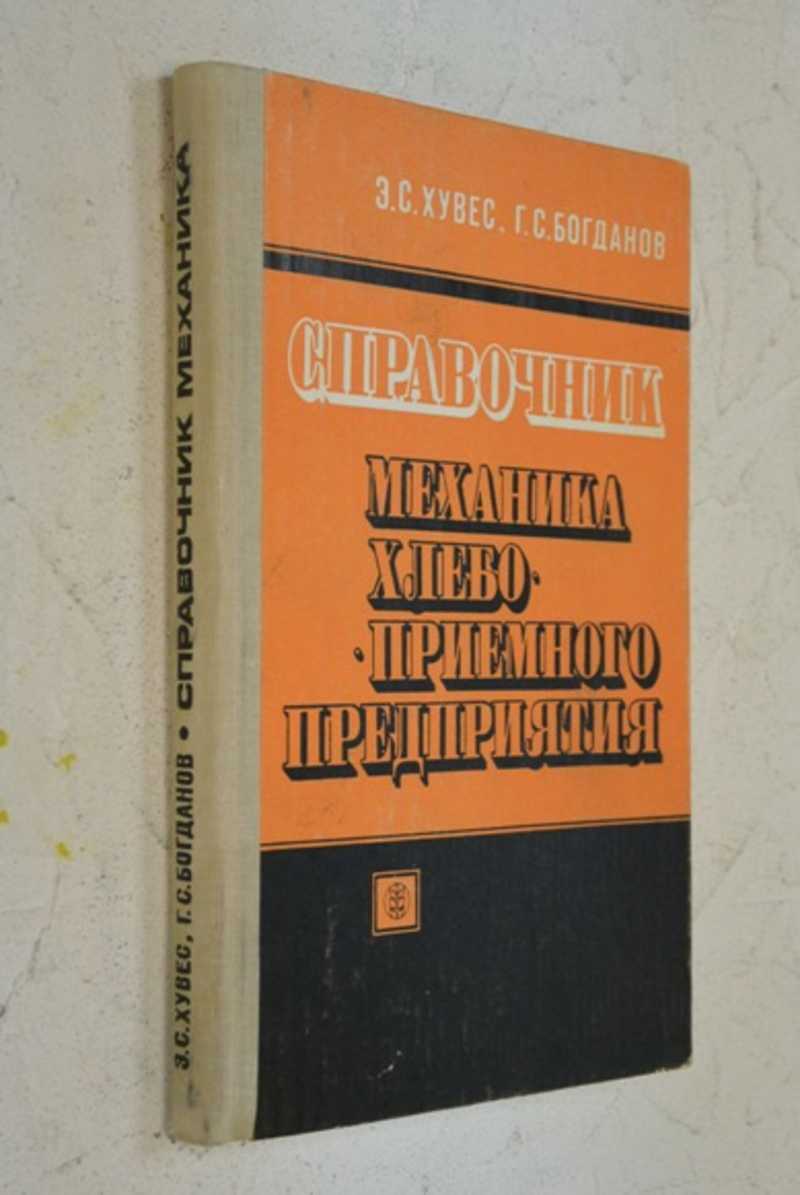 Э.С.ХУВЕС, Г.С.БОГДАНОВ • СПРАВОЧНИК МЕХАНИКА
Э.С.ХУВЕС, Г.С.БОГДАНОВ
СПРАВОЧНИК
МЕХАНИКА
ХЛЕБО-
-ПРИЕМНОГО
ПРЕДПРИЯТИЯ